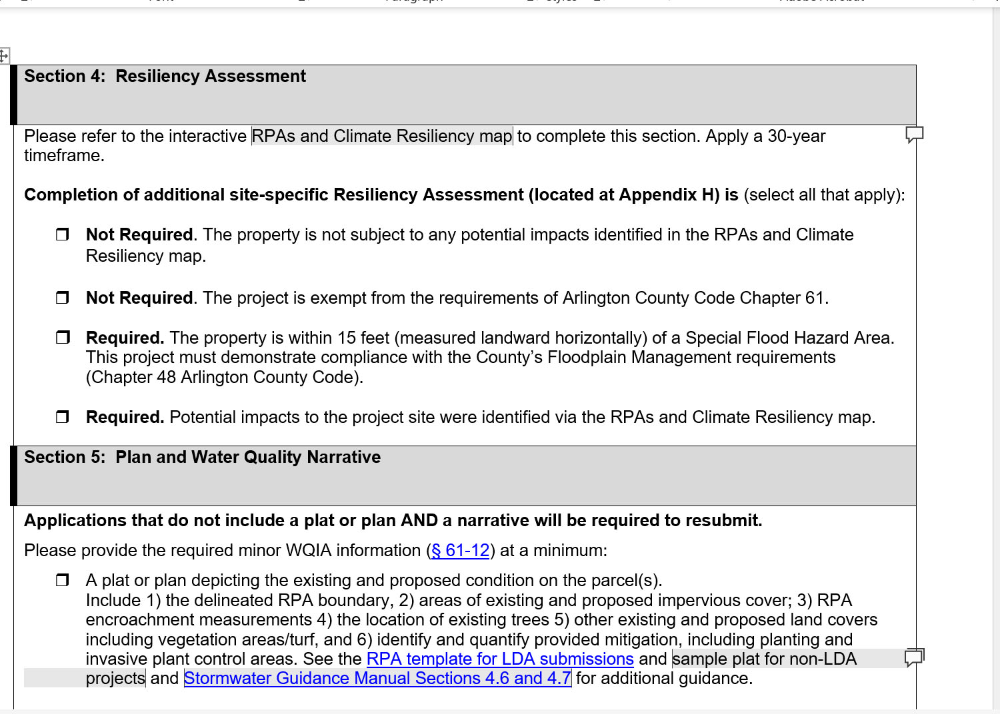 Section 4:  Resiliency Assessment
Please refer to the interactive RPAs and Climate Resiliency map to complete this section. Apply a 30-year
timeframe.
Completion of additional site-specific Resiliency Assessment (located at Appendix H) is (select all that apply):
❒ Not Required. The property is not subject to any potential impacts identified in the RPAs and Climate
Resiliency map.
❒ Not Required. The project is exempt from the requirements of Arlington County Code Chapter 61.
❒ Required. The property is within 15 feet (measured landward horizontally) of a Special Flood Hazard Area.
This project must demonstrate compliance with the County’s Floodplain Management requirements
(Chapter 48 Arlington County Code).
❒ Required. Potential impacts to the project site were identified via the RPAs and Climate Resiliency map.
Section 5:  Plan and Water Quality Narrative
Applications that do not include a plat or plan AND a narrative will be required to resubmit.
Please provide the required minor WQIA information (§ 61-12) at a minimum:
❒ A plat or plan depicting the existing and proposed condition on the parcel(s).
Include 1) the delineated RPA boundary, 2) areas of existing and proposed impervious cover; 3) RPA
encroachment measurements 4) the location of existing trees 5) other existing and proposed land covers
including vegetation areas/turf, and 6) identify and quantify provided mitigation, including planting and
invasive plant control areas. See the RPA template for LDA submissions and sample plat for non-LDA
projects and Stormwater Guidance Manual Sections 4.6 and 4.7 for additional guidance.